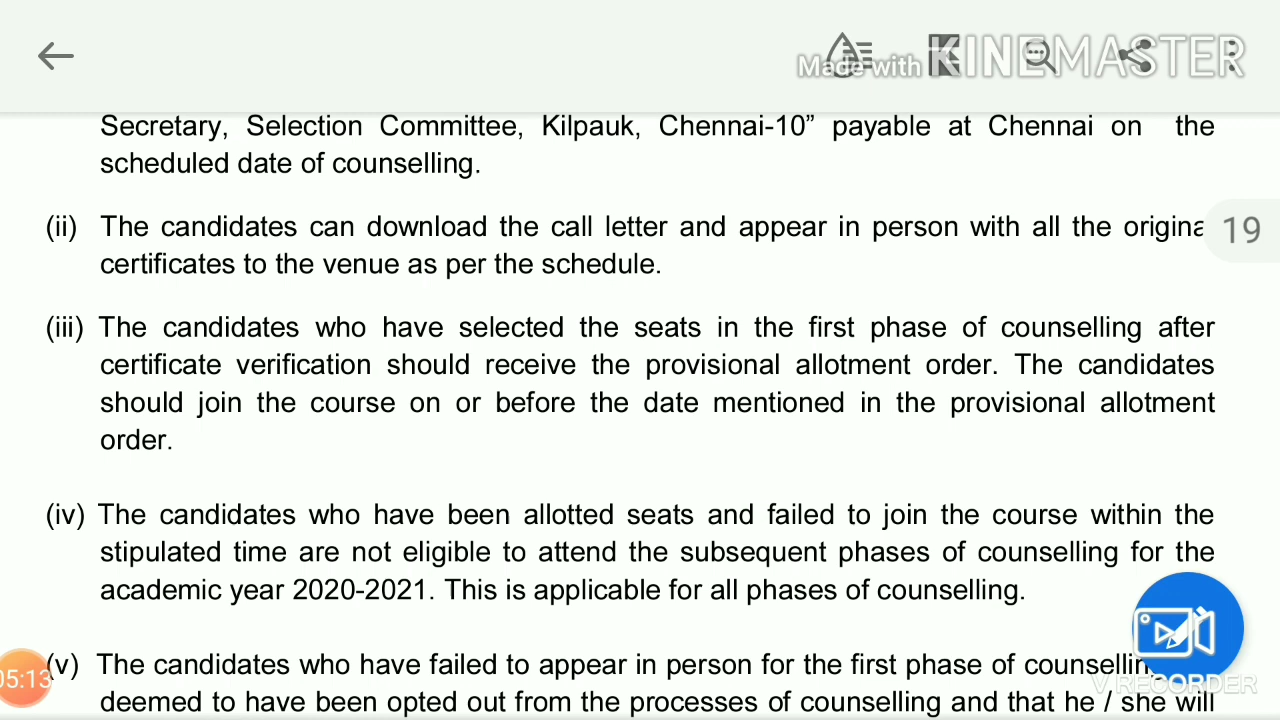 Made with KINEMASTER
Secretary, Selection Committee, Kilpauk, Chennai-10” payable at Chennai on the
scheduled date of counselling.
(ii) The candidates can download the call letter and appear in person with all the origina
19
certificates to the venue as per the schedule.
(iii) The candidates who have selected the seats in the first phase of counselling after
certificate verification should receive the provisional allotment order. The candidates
should join the course on or before the date mentioned in the provisional allotment
order.
(iv) The candidates who have been allotted seats and failed to join the course within the
stipulated time are not eligible to attend the subsequent phases of counselling for the
academic year 2020-2021. This is applicable for all phases of counselling.
(v) The candidates who have failed to appear in person for the first phase of counsellin
05:13
V RECORDER
deemed to have been opted out from the processes of counselling and that he / she will